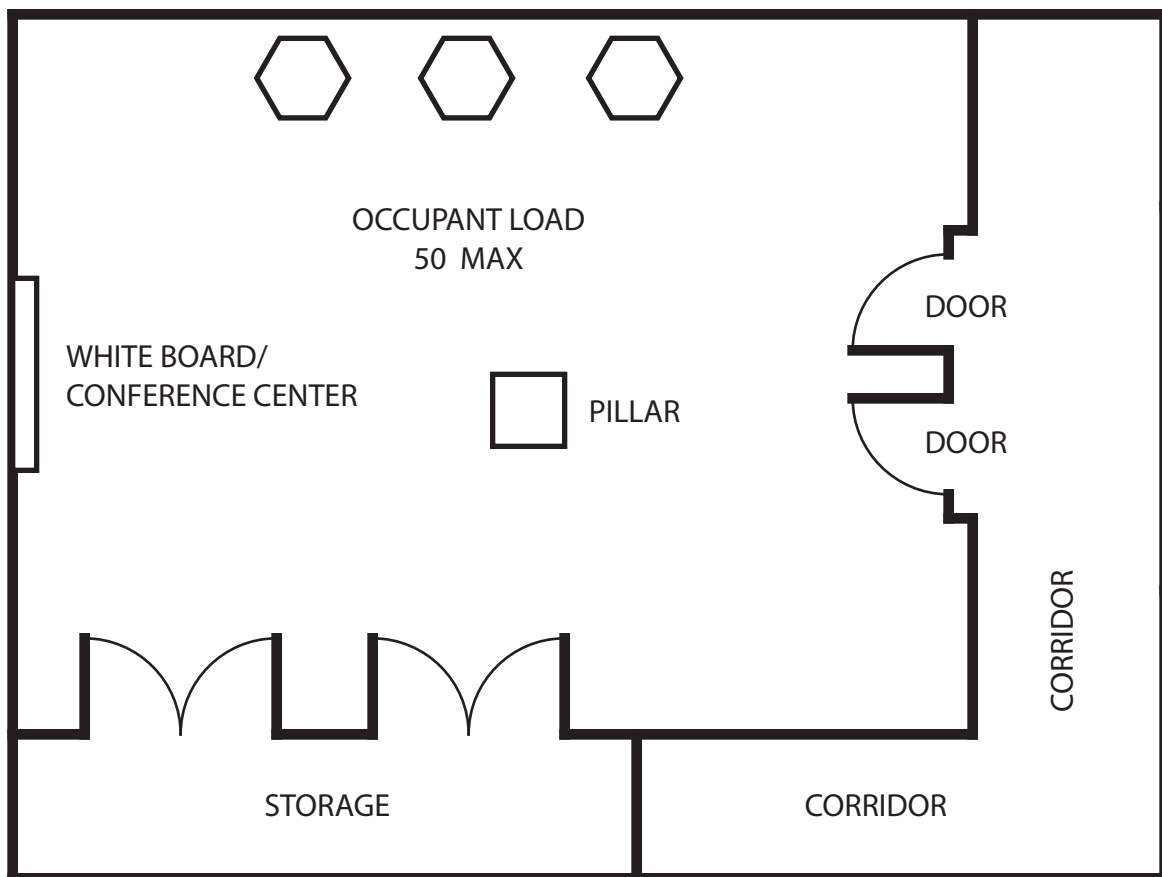 OCCUPANT LOAD
50 MAX
DOOR
WHITE BOARD/
CONFERENCE CENTER
PILLAR
DOOR
CORRIDOR
STORAGE
CORRIDOR